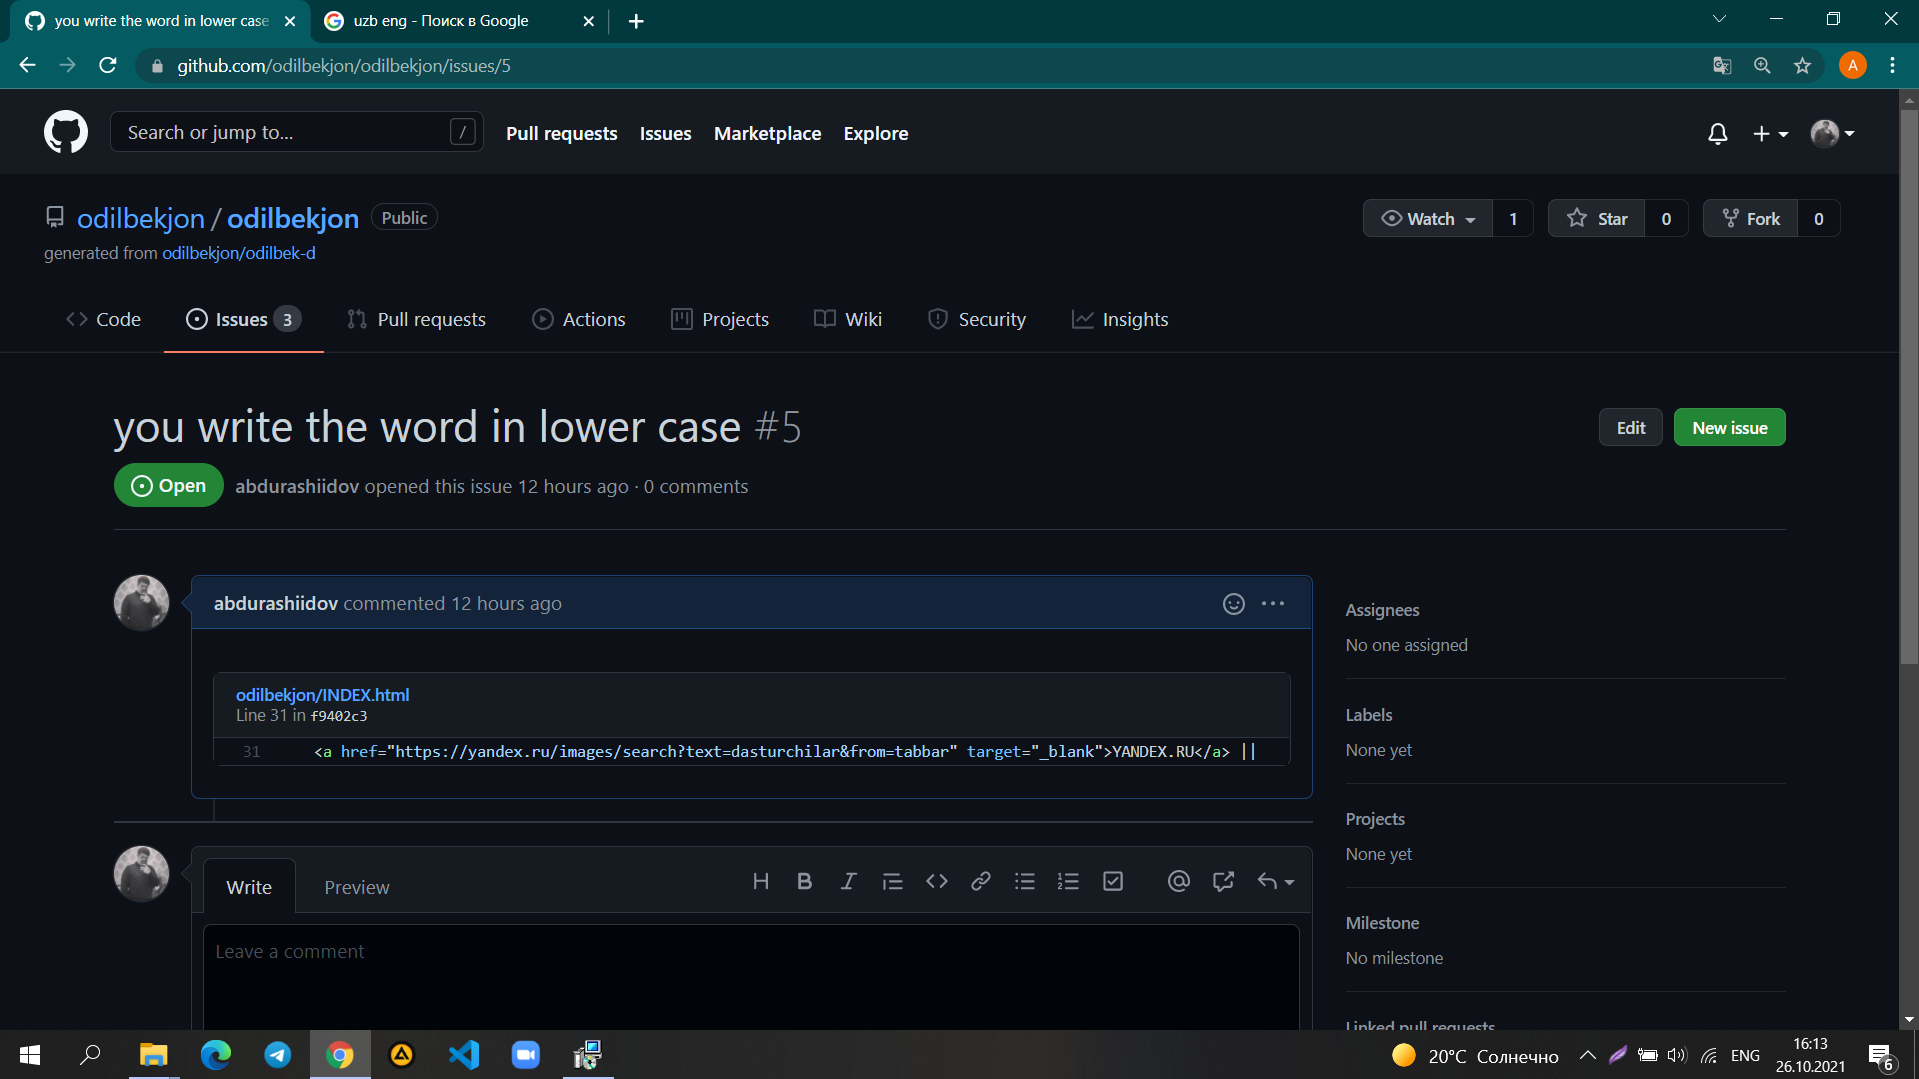 you write the word in lower case
uzb eng - Поиск в Google
github.com/odilbekjon/odilbekjon/issues/5
A
Search or jump to...
/
Pull requests
Issues
Marketplace
Explore
odilbekjon / odilbekjon
Public
Watch 1
Star 0
Fork 0
generated from odilbekjon/odilbek-d
Code
Issues 3
Pull requests
Actions
Projects
Wiki
Security
Insights
you write the word in lower case #5
Edit
New issue
Open
abdurashiidov opened this issue 12 hours ago · 0 comments
abdurashiidov commented 12 hours ago
odilbekjon/INDEX.html
Line 31 in f9402c3
31 <a href="https://yandex.ru/images/search?text=dasturchilar&from=tabbar" target="_blank">YANDEX.RU</a> ||
Assignees
No one assigned
Labels
None yet
Projects
None yet
Milestone
No milestone
Linked pull requests
Write
Preview
Leave a comment
20°C Солнечно
ENG
16:13
26.10.2021
6